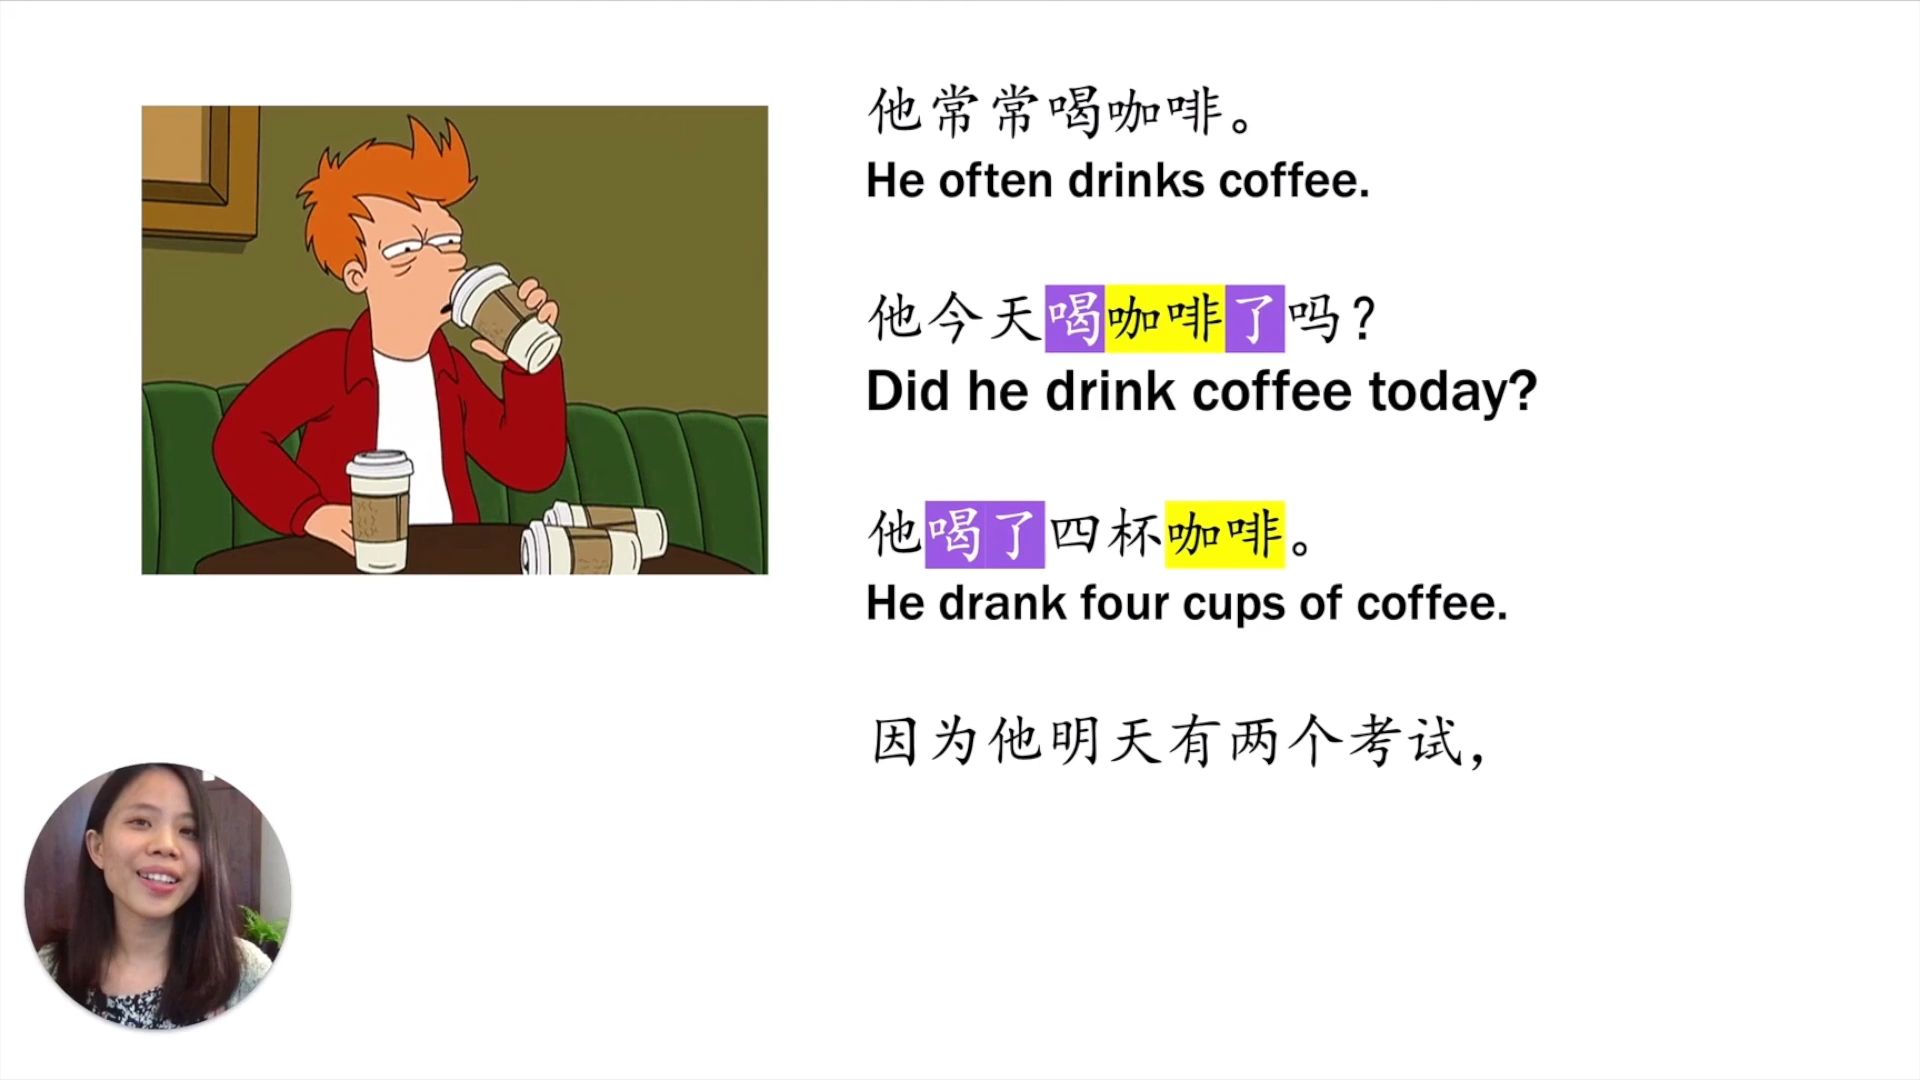 他常常喝咖啡。
He often drinks coffee.
他今天喝咖啡了吗？
Did he drink coffee today?
他喝了四杯咖啡。
He drank four cups of coffee.
因为他明天有两个考试，